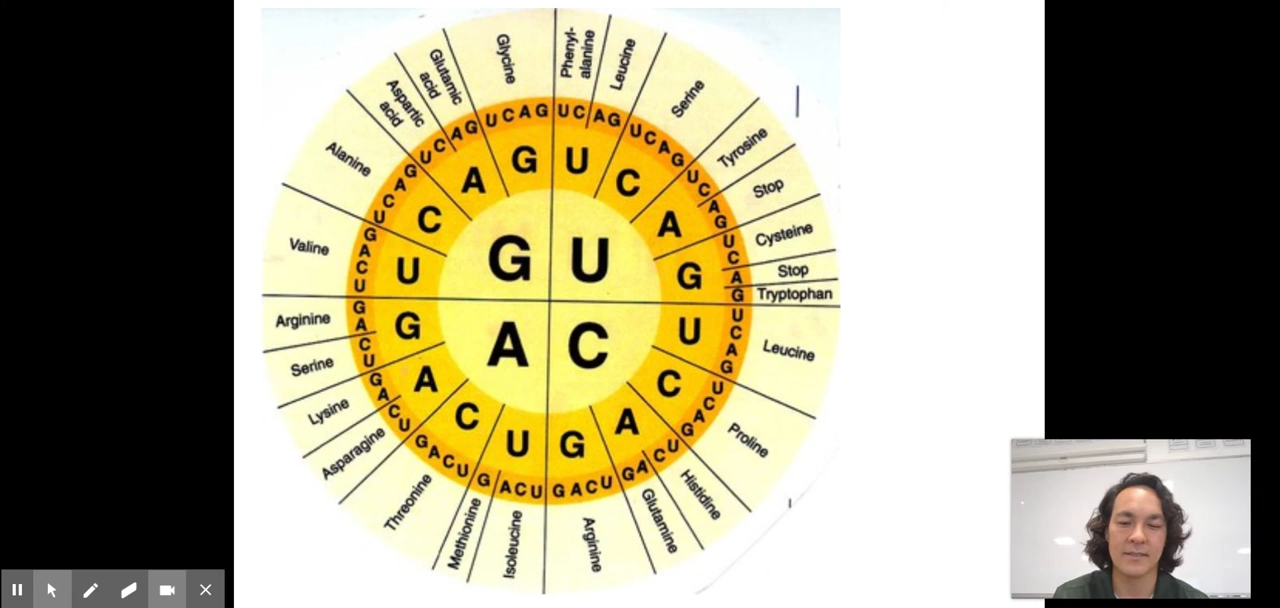 Phenyl-
alanine
Leucine
Serine
Tyrosine
Stop
Cysteine
Stop
Tryptophan
Leucine
Proline
Histidine
Glutamine
Arginine
Isoleucine
Methionine
Threonine
Asparagine
Lysine
Serine
Arginine
Valine
Alanine
Aspartic
acid
Glutamic
acid
Glycine
U C A G U C A G U C A G U C A G
U C A G U C A G U C A G U C A G
U C A G U C A G U C A G U C A G
U C A G U C A G U C A G U C A G
U C A G
U C A G
U C A G
U C A G
G U
A C